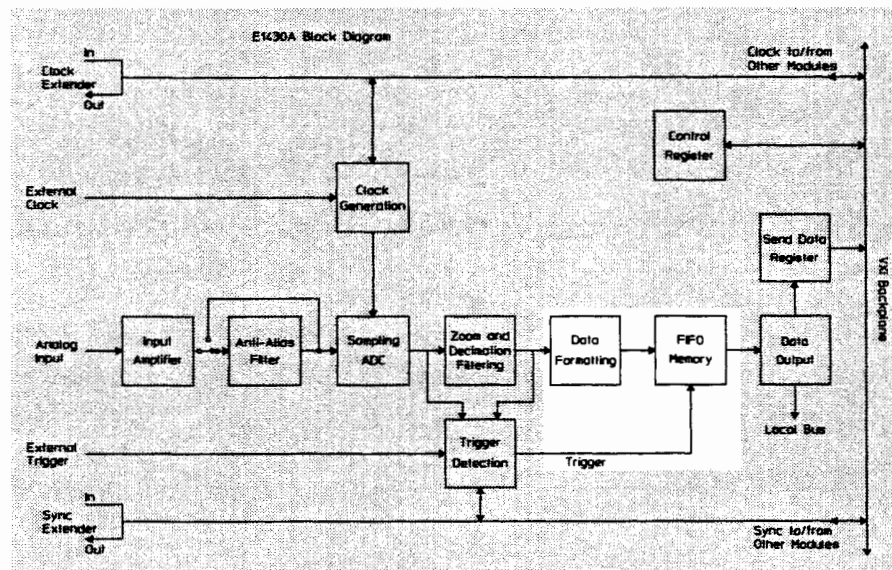 E1430A Block Diagram
In
Clock
Extender
Out
Clock to/from
Other Modules
Control
Register
External
Clock
Clock
Generation
Send Data
Register
VXI Backplane
Analog
Input
Input
Amplifier
Anti-Alias
Filter
Sampling
ADC
Zoom and
Decimation
Filtering
Data
Formatting
FIFO
Memory
Data
Output
Local Bus
External
Trigger
Trigger
Detection
Trigger
In
Sync
Extender
Out
Sync to/from
Other Modules